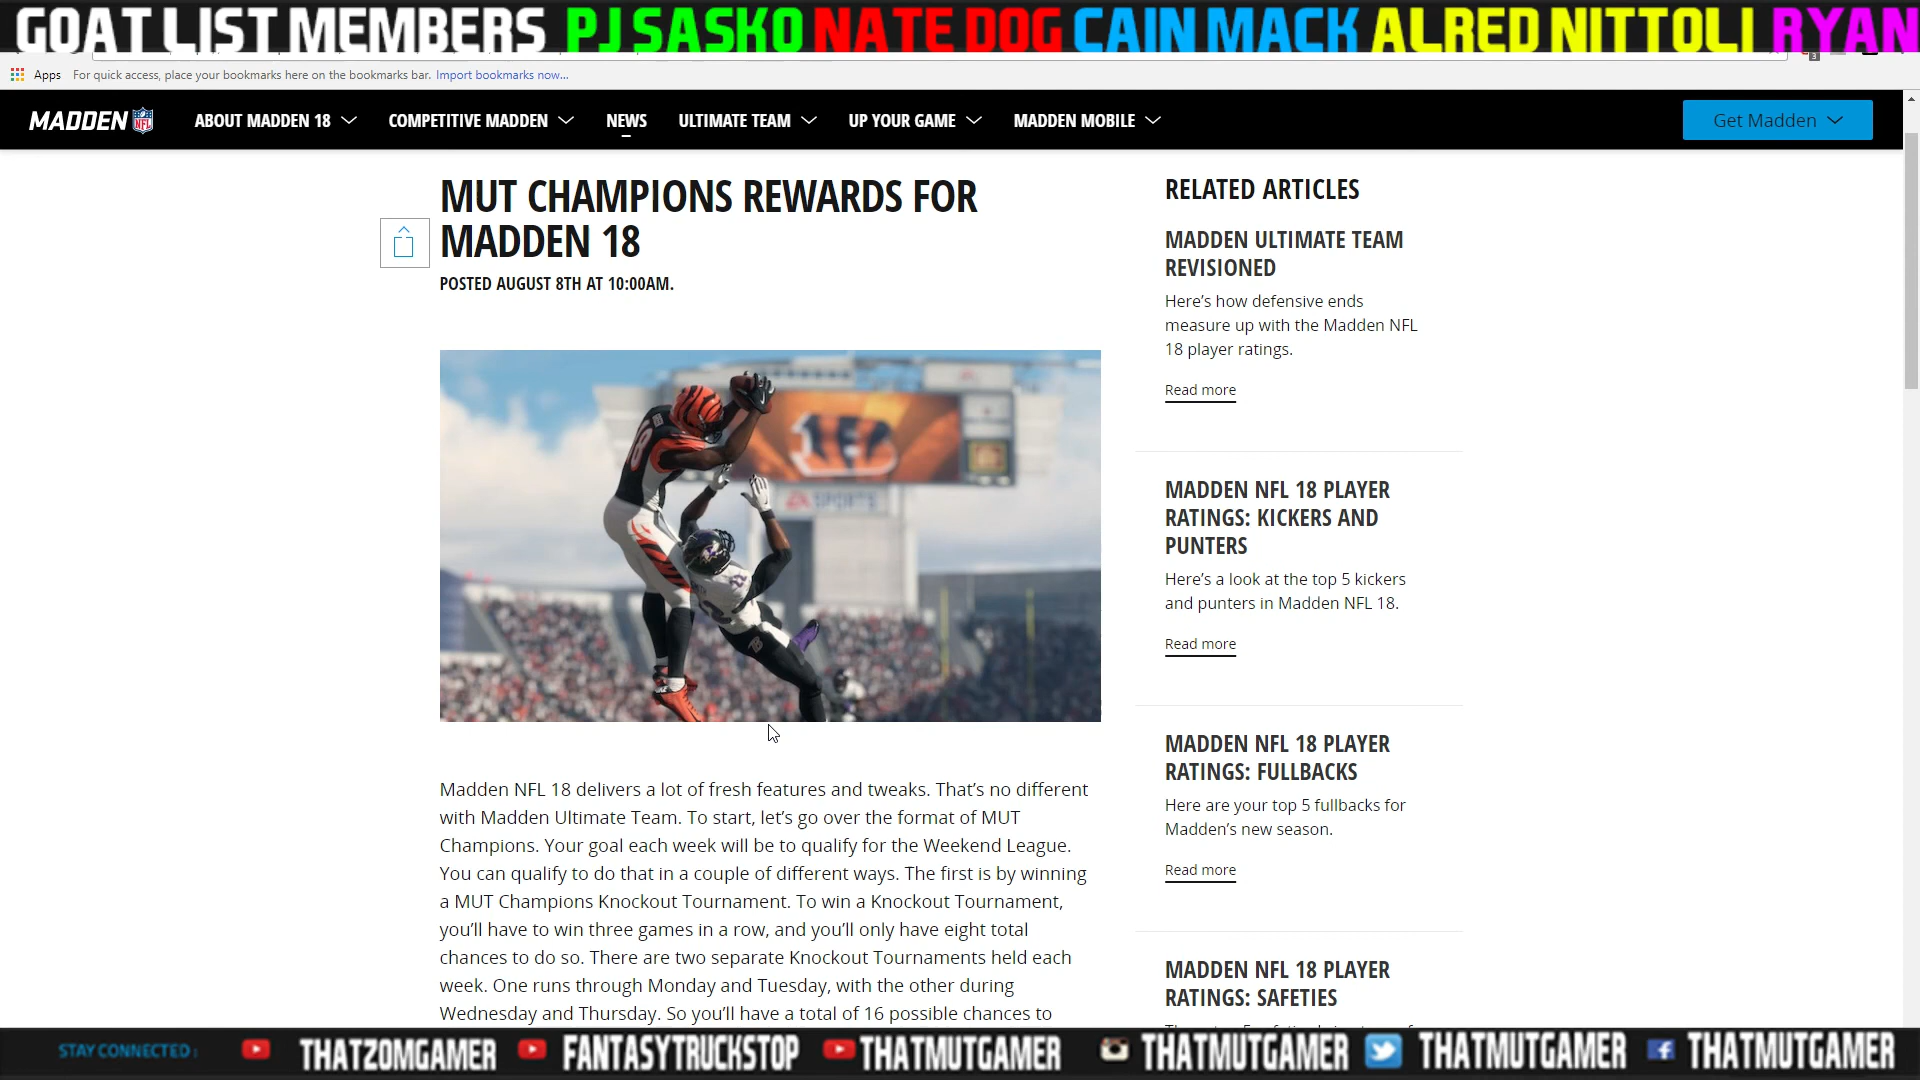 GOAT LIST MEMBERS PJ SASKO NATE DOG CAIN MACK ALRED NITTOLI RYAN
3
Apps For quick access, place your bookmarks here on the bookmarks bar. Import bookmarks now...
MADDEN NFL ABOUT MADDEN 18 COMPETITIVE MADDEN NEWS ULTIMATE TEAM UP YOUR GAME MADDEN MOBILE Get Madden
MUT CHAMPIONS REWARDS FOR
MADDEN 18
POSTED AUGUST 8TH AT 10:00AM.
EA SPORTS
Madden NFL 18 delivers a lot of fresh features and tweaks. That’s no different
with Madden Ultimate Team. To start, let’s go over the format of MUT
Champions. Your goal each week will be to qualify for the Weekend League.
You can qualify to do that in a couple of different ways. The first is by winning
a MUT Champions Knockout Tournament. To win a Knockout Tournament,
you’ll have to win three games in a row, and you’ll only have eight total
chances to do so. There are two separate Knockout Tournaments held each
week. One runs through Monday and Tuesday, with the other during
Wednesday and Thursday. So you’ll have a total of 16 possible chances to
RELATED ARTICLES
MADDEN ULTIMATE TEAM
REVISIONED
Here’s how defensive ends
measure up with the Madden NFL
18 player ratings.
Read more
MADDEN NFL 18 PLAYER
RATINGS: KICKERS AND
PUNTERS
Here’s a look at the top 5 kickers
and punters in Madden NFL 18.
Read more
MADDEN NFL 18 PLAYER
RATINGS: FULLBACKS
Here are your top 5 fullbacks for
Madden’s new season.
Read more
MADDEN NFL 18 PLAYER
RATINGS: SAFETIES
STAY CONNECTED: THATZOMGAMER FANTASYTRUCKSTOP THATMUTGAMER THATMUTGAMER THATMUTGAMER THATMUTGAMER